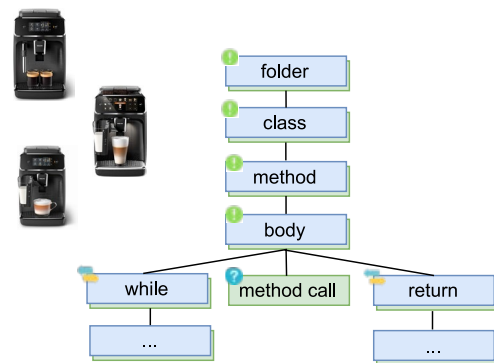 folder
class
method
body
while
method call
return
...
...